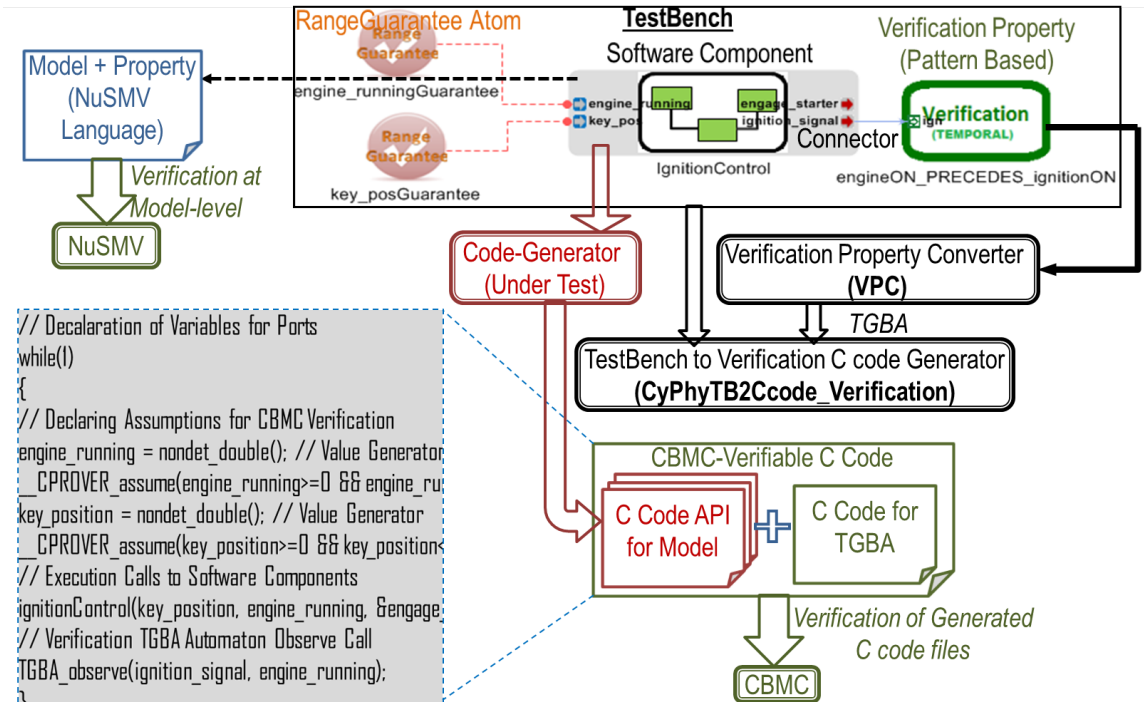 RangeGuarantee Atom
TestBench
Range
Guarantee
Software Component
Verification Property
(Pattern Based)
Model + Property
(NuSMV
Language)
engine_runningGuarantee
engine_running
key_pos
engage_starter
ignition_signal
Connector
ign
Verification
(TEMPORAL)
Range
Guarantee
key_posGuarantee
IgnitionControl
engineON_PRECEDES_ignitionON
Verification at
Model-level
NuSMV
Code-Generator
(Under Test)
Verification Property Converter
(VPC)
TGBA
TestBench to Verification C code Generator
(CyPhyTB2Ccode_Verification)
// Decalaration of Variables for Ports
while(1)
{
// Declaring Assumptions for CBMC Verification
engine_running = nondet_double(); // Value Generator
__CPROVER_assume(engine_running>=0 && engine_ru
key_position = nondet_double(); // Value Generator
__CPROVER_assume(key_position>=0 && key_position<
// Execution Calls to Software Components
ignitionControl(key_position, engine_running, &engage_
// Verification TGBA Automaton Observe Call
TGBA_observe(ignition_signal, engine_running);
}
CBMC-Verifiable C Code
C Code API
for Model
C Code for
TGBA
Verification of Generated
C code files
CBMC